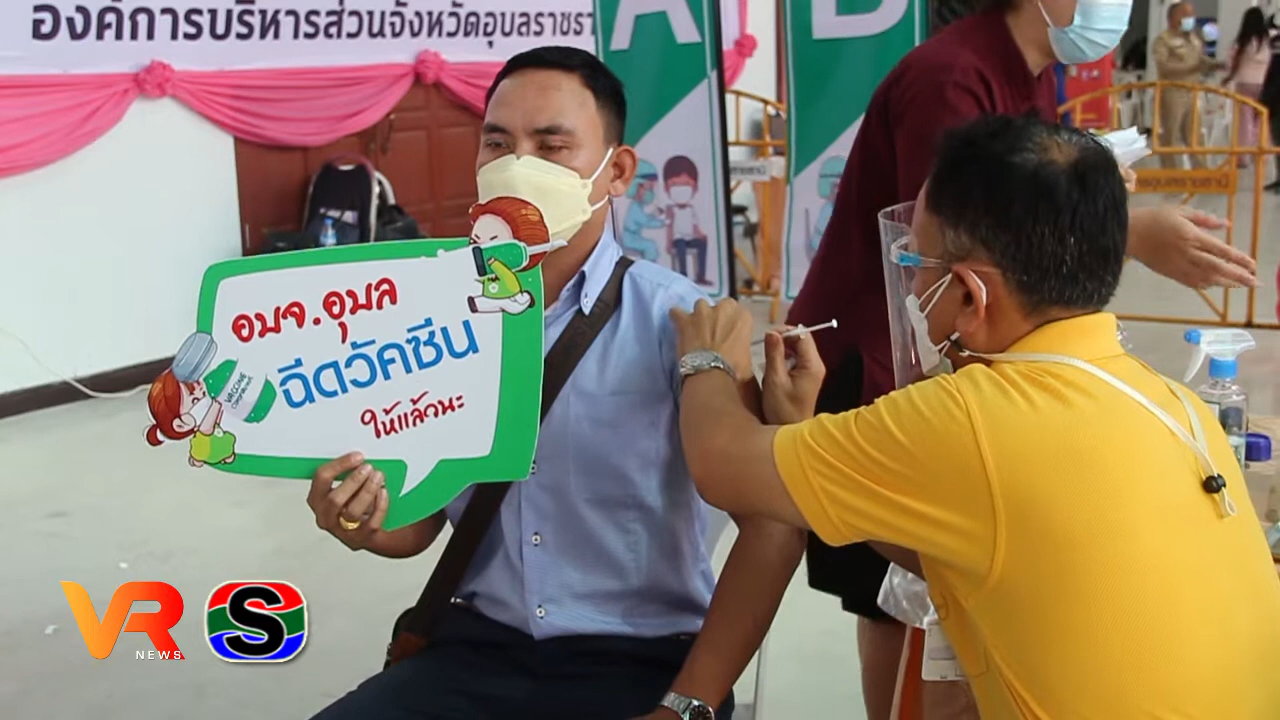 องค์การบริหารส่วนจังหวัดอุบลราชธา
A
B
อบจ.อุบล
ฉีดวัคซีน
ให้แล้วนะ
VACCINE
VR
NEWS
S